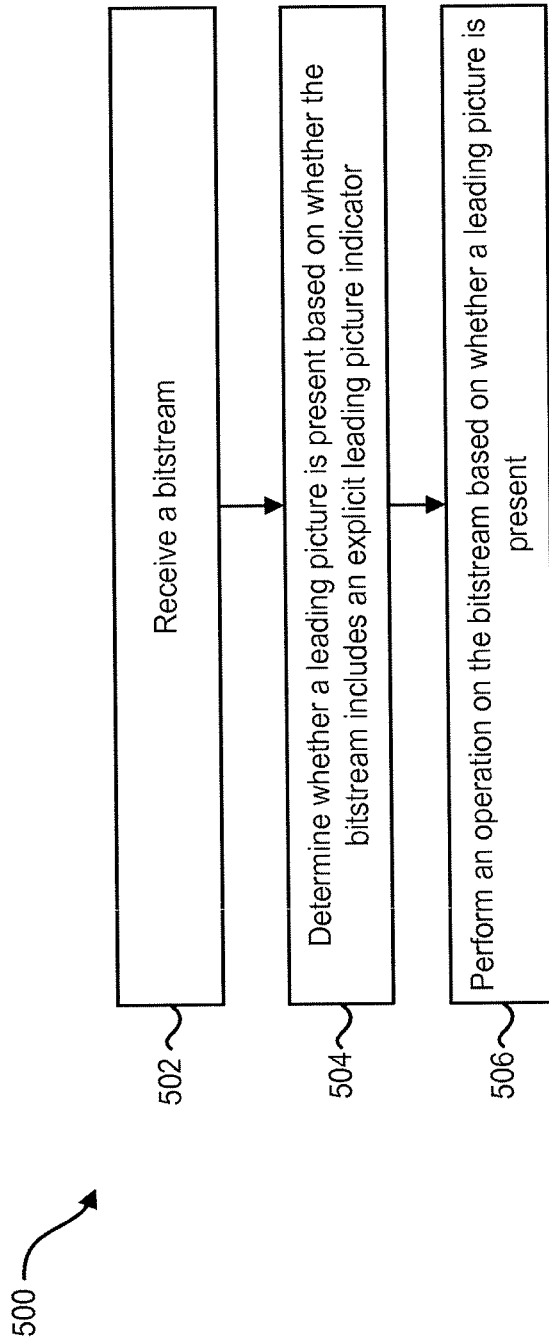 500
502
Receive a bitstream
504
Determine whether a leading picture is present based on whether the
bitstream includes an explicit leading picture indicator
506
Perform an operation on the bitstream based on whether a leading picture is
present